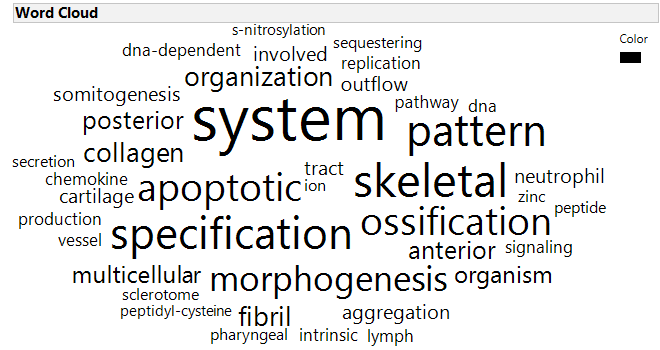 Word Cloud
s-nitrosylation
Color
dna-dependent involved sequestering
replication
organization outflow
somitogenesis pathway dna
posterior system pattern
collagen
secretion tract
chemokine apoptotic ion skeletal neutrophil
cartilage zinc
production peptide
vessel specification ossification
anterior signaling
multicellular morphogenesis organism
sclerotome
peptidyl-cysteine fibril aggregation
pharyngeal intrinsic lymph